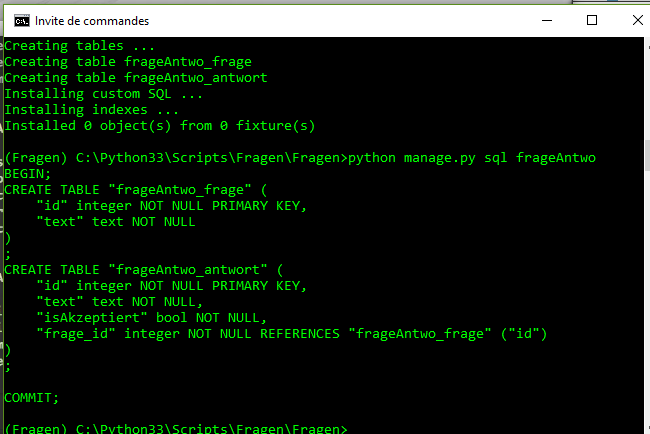 Invite de commandes
Creating tables ...
Creating table frageAntwo_frage
Creating table frageAntwo_antwort
Installing custom SQL ...
Installing indexes ...
Installed 0 object(s) from 0 fixture(s)
(Fragen) C:\Python33\Scripts\Fragen\Fragen>python manage.py sql frageAntwo
BEGIN;
CREATE TABLE "frageAntwo_frage" (
    "id" integer NOT NULL PRIMARY KEY,
    "text" text NOT NULL
)
;
CREATE TABLE "frageAntwo_antwort" (
    "id" integer NOT NULL PRIMARY KEY,
    "text" text NOT NULL,
    "isAkzeptiert" bool NOT NULL,
    "frage_id" integer NOT NULL REFERENCES "frageAntwo_frage" ("id")
)
;
COMMIT;
(Fragen) C:\Python33\Scripts\Fragen\Fragen>